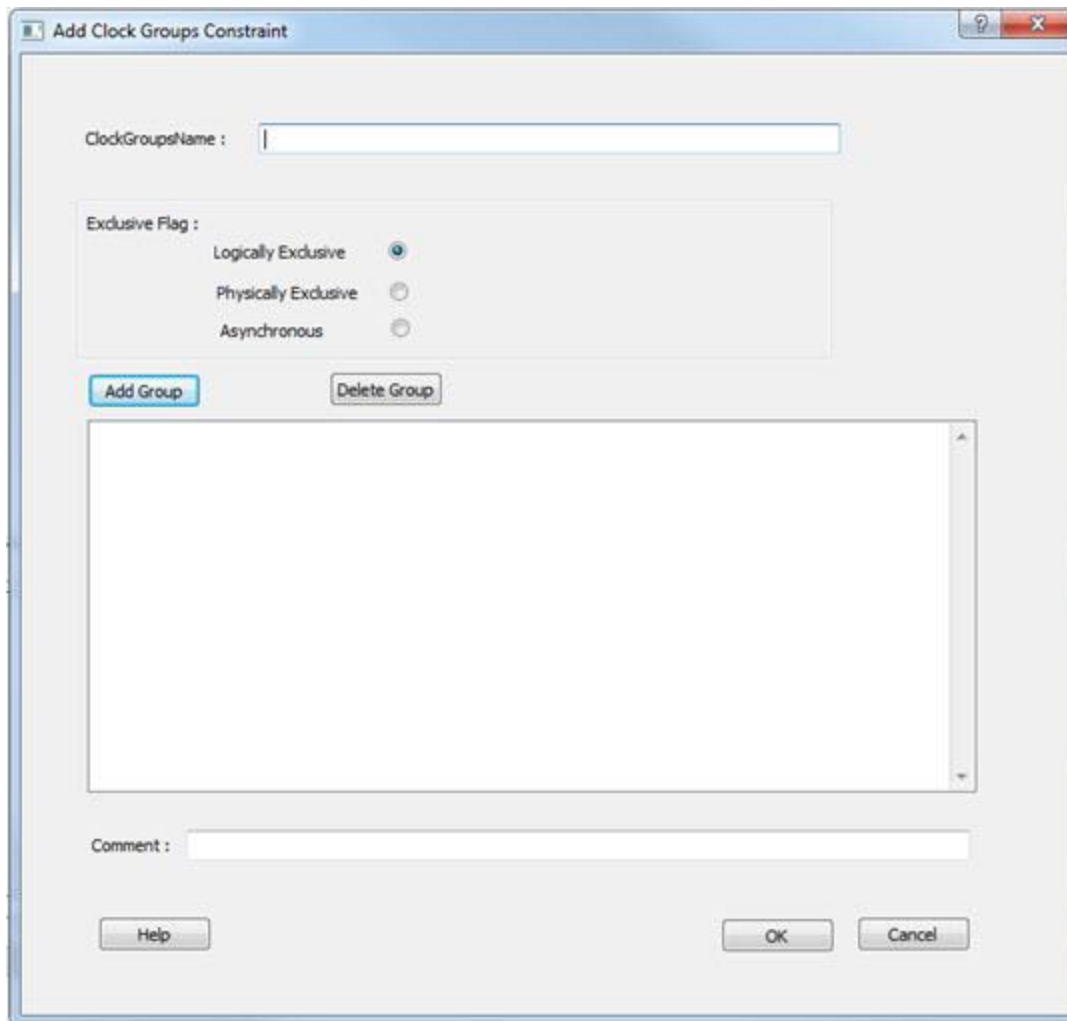 Add Clock Groups Constraint
?
ClockGroupsName :
Exclusive Flag :
Logically Exclusive
Physically Exclusive
Asynchronous
Add Group
Delete Group
Comment :
Help
OK
Cancel